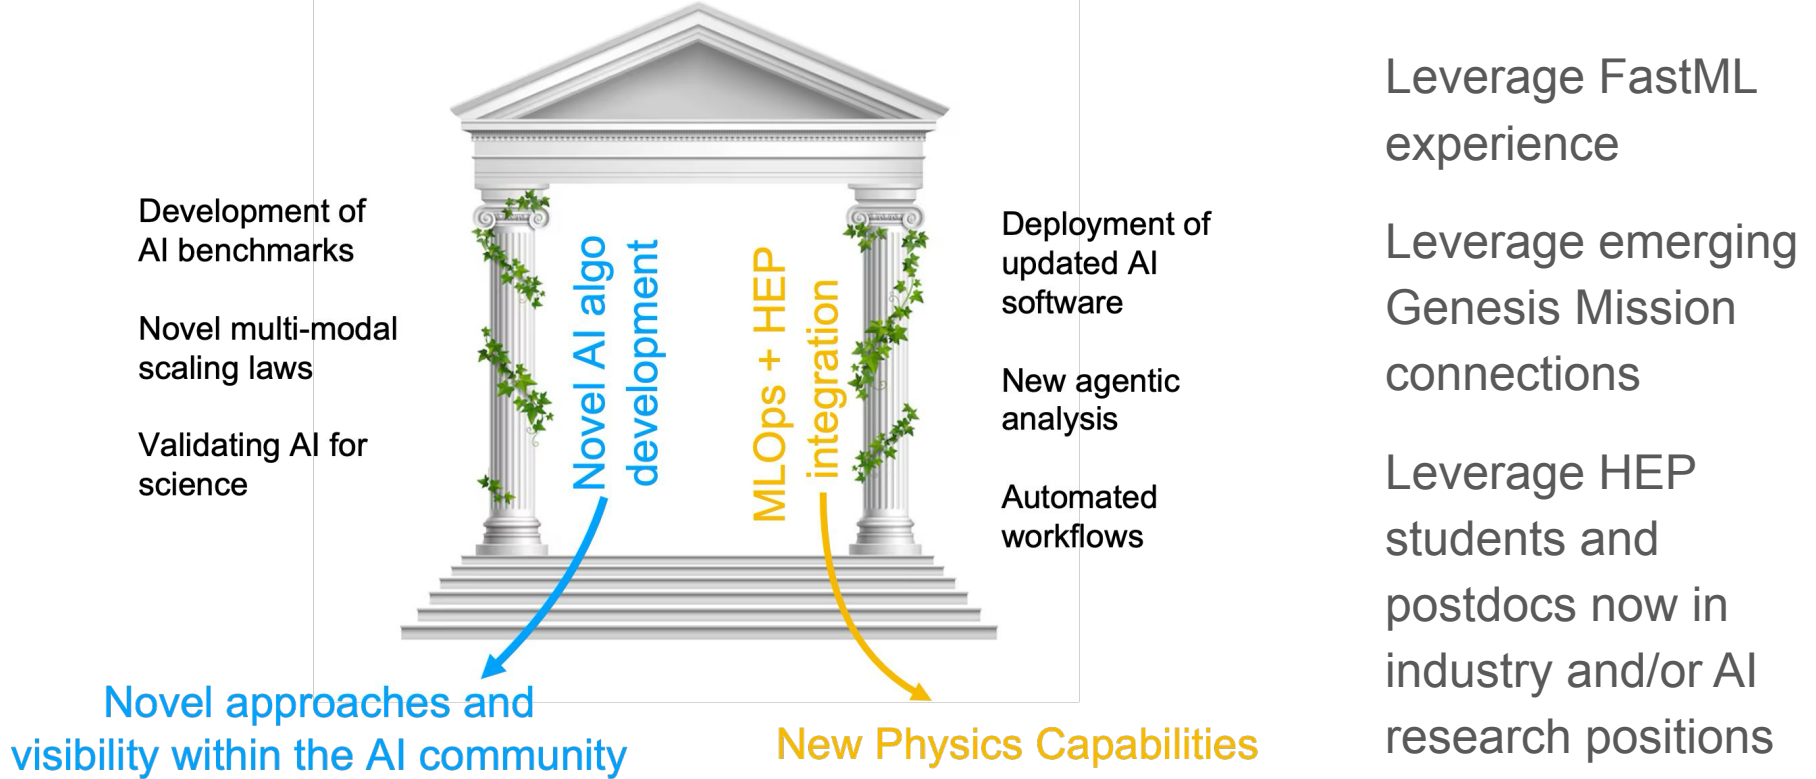 Development of
AI benchmarks
Novel multi-modal
scaling laws
Validating AI for
science
Novel AI algo
development
MLOps + HEP
integration
Deployment of
updated AI
software
New agentic
analysis
Automated
workflows
Novel approaches and
visibility within the AI community
New Physics Capabilities
Leverage FastML
experience
Leverage emerging
Genesis Mission
connections
Leverage HEP
students and
postdocs now in
industry and/or AI
research positions